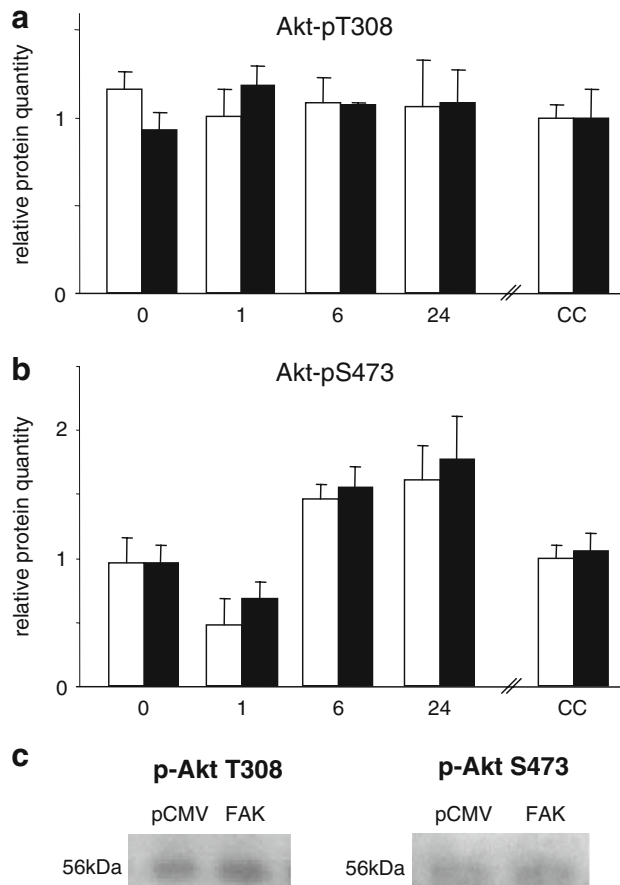 a
Akt-pT308
relative protein quantity
1
0
0 1 6 24 CC
b
Akt-pS473
relative protein quantity
2
1
0
0 1 6 24 CC
c
p-Akt T308 p-Akt S473
pCMV FAK pCMV FAK
56kDa 56kDa